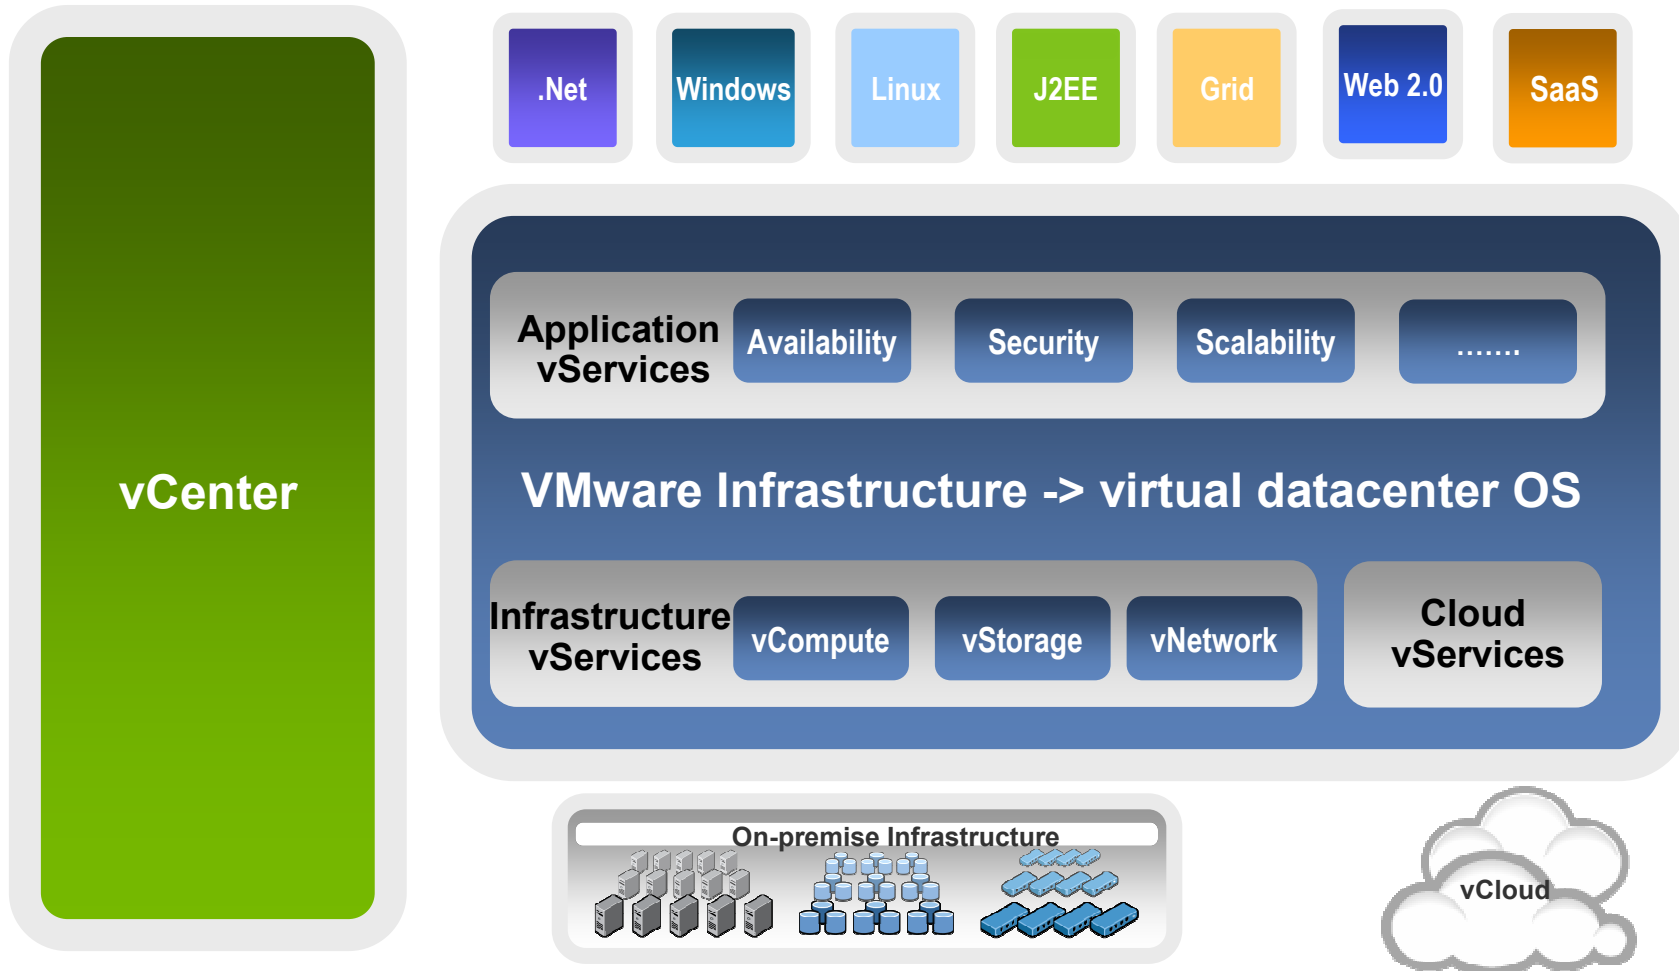 vCenter
.Net
Windows
Linux
J2EE
Grid
Web 2.0
SaaS
Application
vServices
Availability
Security
Scalability
.......
VMware Infrastructure -> virtual datacenter OS
Infrastructure
vServices
vCompute
vStorage
vNetwork
Cloud
vServices
On-premise Infrastructure
vCloud